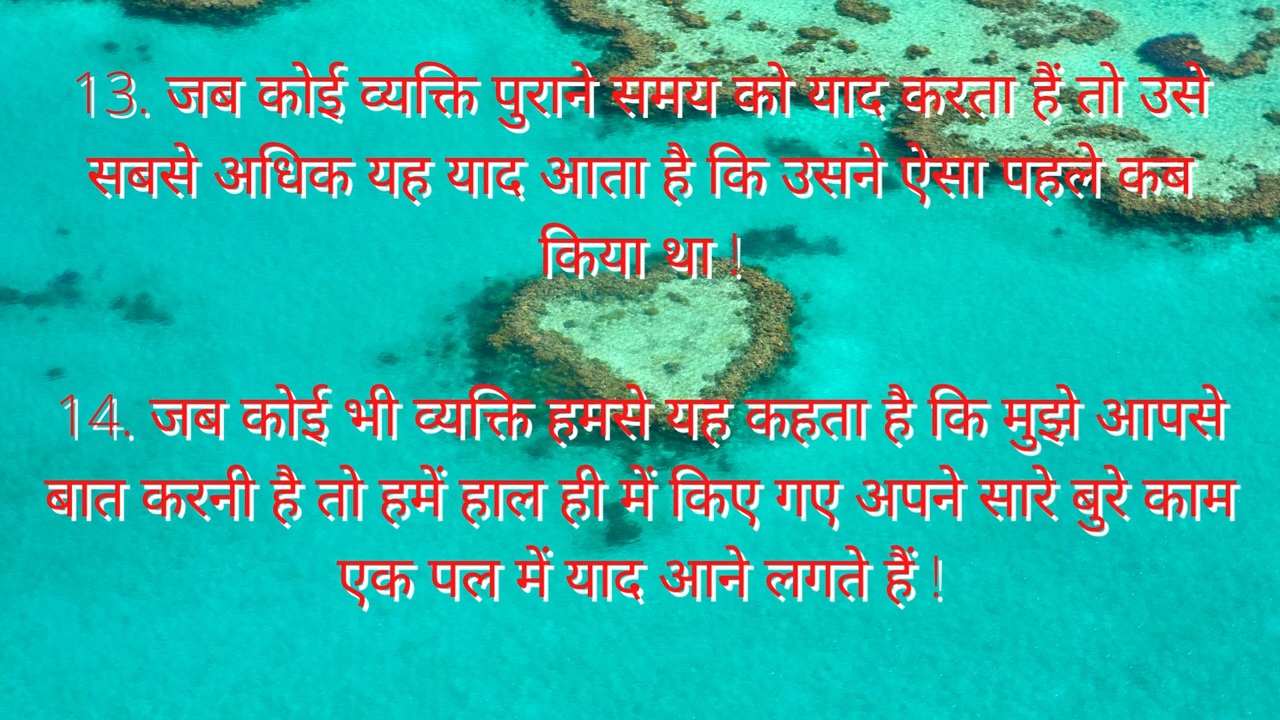 13. जब कोई व्यक्ति पुराने समय को याद करता हैं तो उसे
सबसे अधिक यह याद आता है कि उसने ऐसा पहले कब
किया था !
14. जब कोई भी व्यक्ति हमसे यह कहता है कि मुझे आपसे
बात करनी है तो हमें हाल ही में किए गए अपने सारे बुरे काम
एक पल में याद आने लगते हैं !